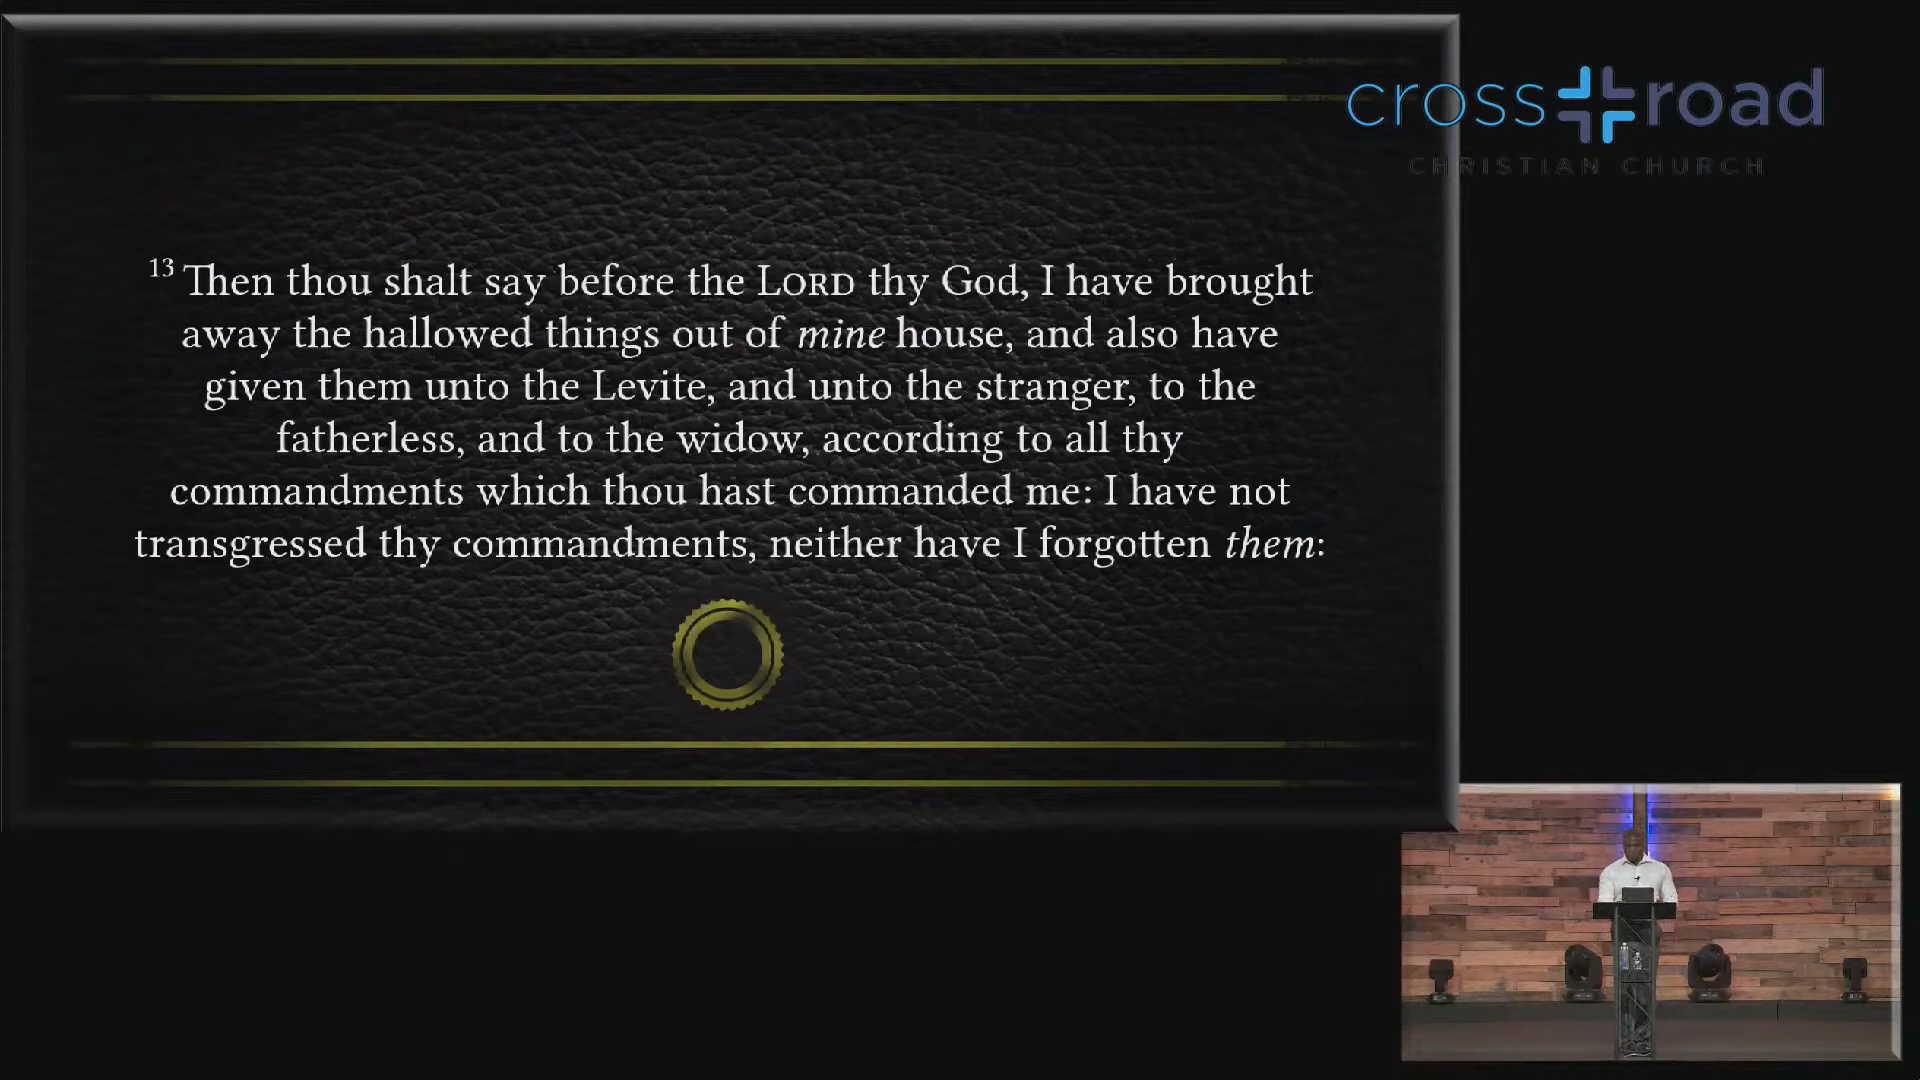 cross road
CHRISTIAN CHURCH
13 Then thou shalt say before the LORD thy God, I have brought
away the hallowed things out of mine house, and also have
given them unto the Levite, and unto the stranger, to the
fatherless, and to the widow, according to all thy
commandments which thou hast commanded me: I have not
transgressed thy commandments, neither have I forgotten them: